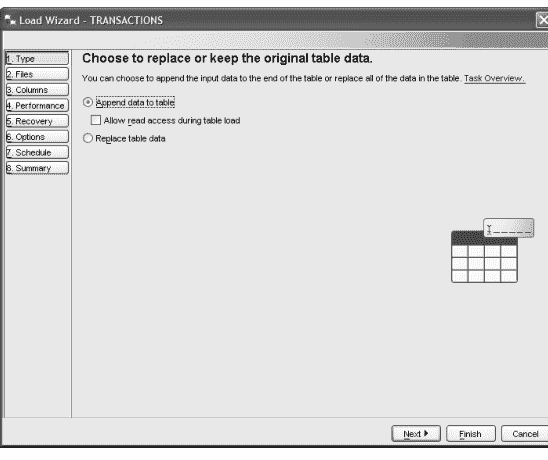 Load Wizard - TRANSACTIONS
1. Type
2. Files
3. Columns
4. Performance
5. Recovery
6. Options
7. Schedule
8. Summary
Choose to replace or keep the original table data.
You can choose to append the input data to the end of the table or replace all of the data in the table. Task Overview.
Append data to table
Allow read access during table load
Replace table data
Next
Finish
Cancel